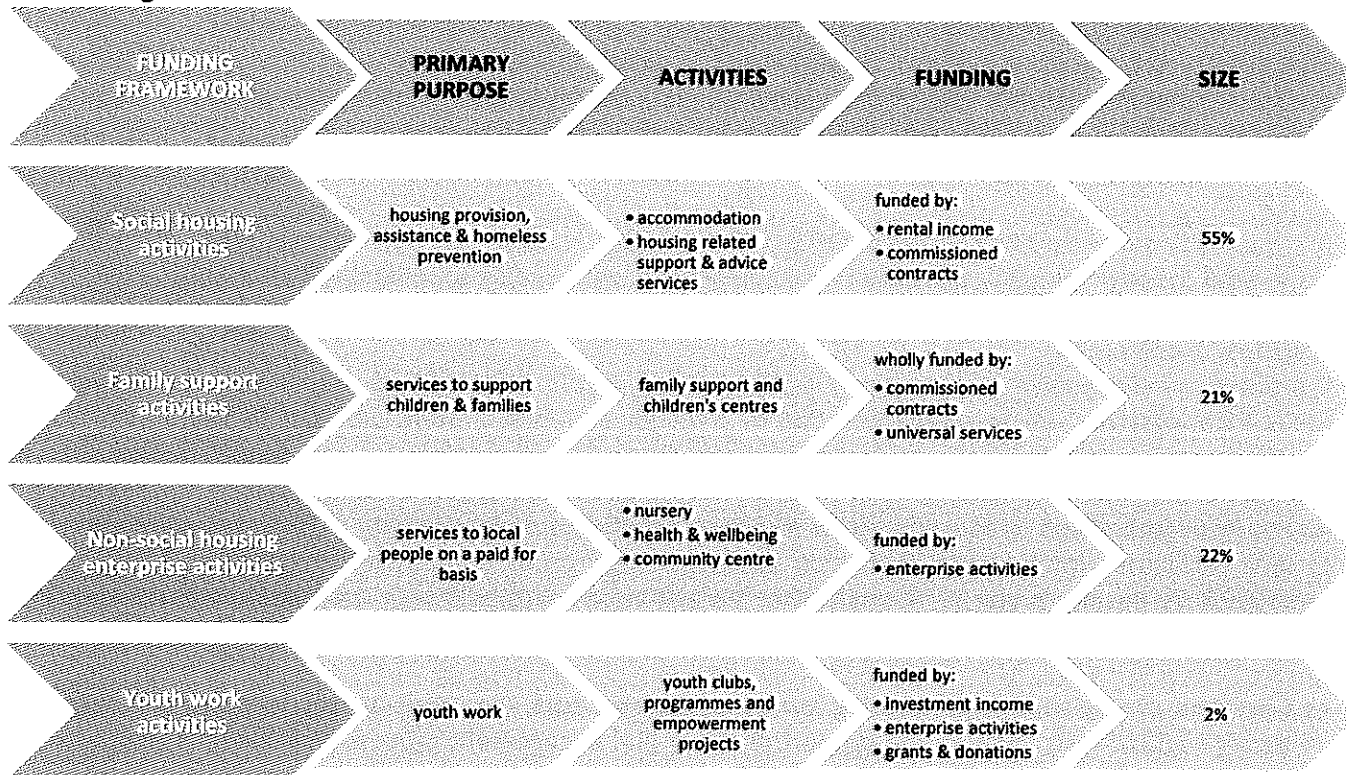 FUNDING
FRAMEWORK
PRIMARY
PURPOSE
ACTIVITIES
FUNDING
SIZE
Social housing
activities
housing provision,
assistance & homeless
prevention
• accommodation
• housing related
support & advice
services
funded by:
• rental income
• commissioned
contracts
55%
Family support
activities
services to support
children & families
family support and
children's centres
wholly funded by:
• commissioned
contracts
• universal services
21%
Non-social housing
enterprise activities
services to local
people on a paid for
basis
• nursery
• health & wellbeing
• community centre
funded by:
• enterprise activities
22%
Youth work
activities
youth work
youth clubs,
programmes and
empowerment
projects
funded by:
• investment income
• enterprise activities
• grants & donations
2%